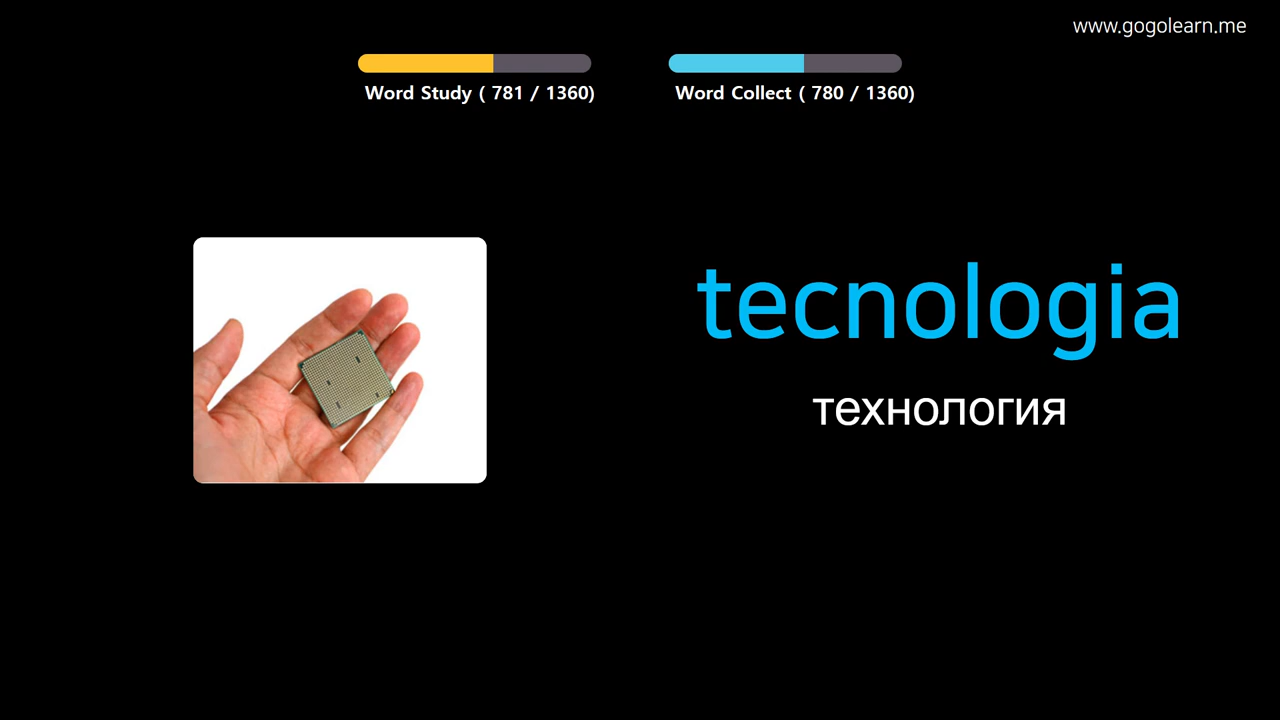 www.gogolearn.me
Word Study ( 781 / 1360)
Word Collect ( 780 / 1360)
tecnologia
технология